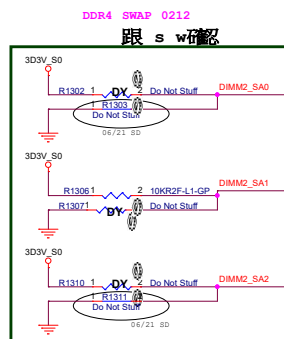 DDR4 SWAP 0212
跟 s w確認
3D3V_S0
R1302 1 DY 2 Do Not Stuff DIMM2_SA0
R1303
Do Not Stuff
06/21 SD
3D3V_S0
R1306 1 2 10KR2F-L1-GP DIMM2_SA1
R1307 1 DY Do Not Stuff
3D3V_S0
R1310 1 DY 2 Do Not Stuff DIMM2_SA2
R1311
Do Not Stuff
06/21 SD